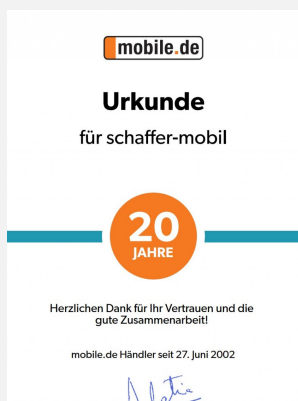 mobile.de
Urkunde
für schaffer-mobil
20
JAHRE
Herzlichen Dank für Ihr Vertrauen und die
gute Zusammenarbeit!
mobile.de Händler seit 27. Juni 2002